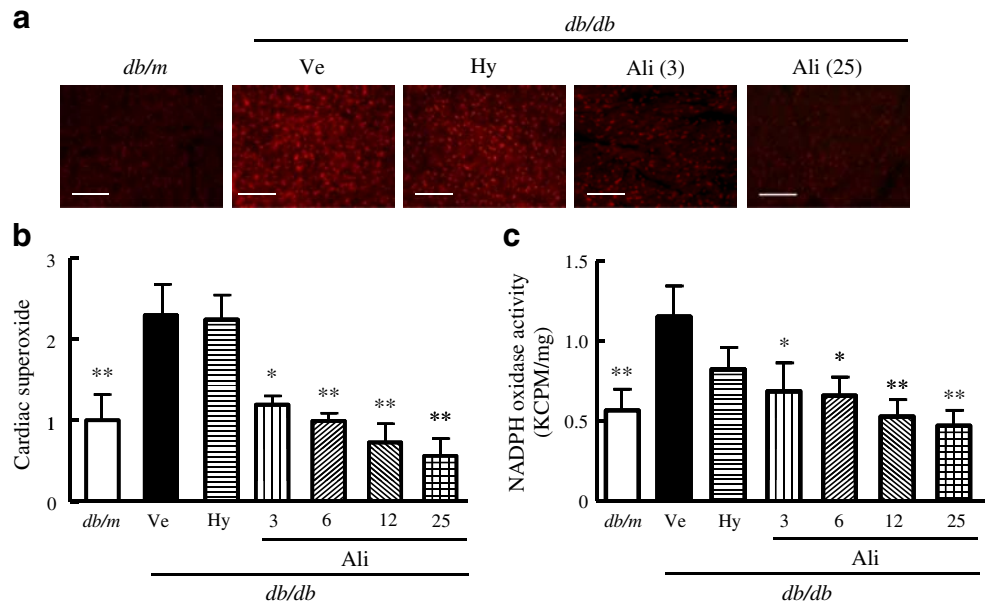 a
db/db
db/m Ve Hy Ali (3) Ali (25)
b
Cardiac superoxide
3
2
1
0
** * ** ** **
db/m Ve Hy 3 6 12 25
Ali
db/db
c
NADPH oxidase activity
(KCPM/mg)
1.5
1.0
0.5
0
** * * ** **
db/m Ve Hy 3 6 12 25
Ali
db/db